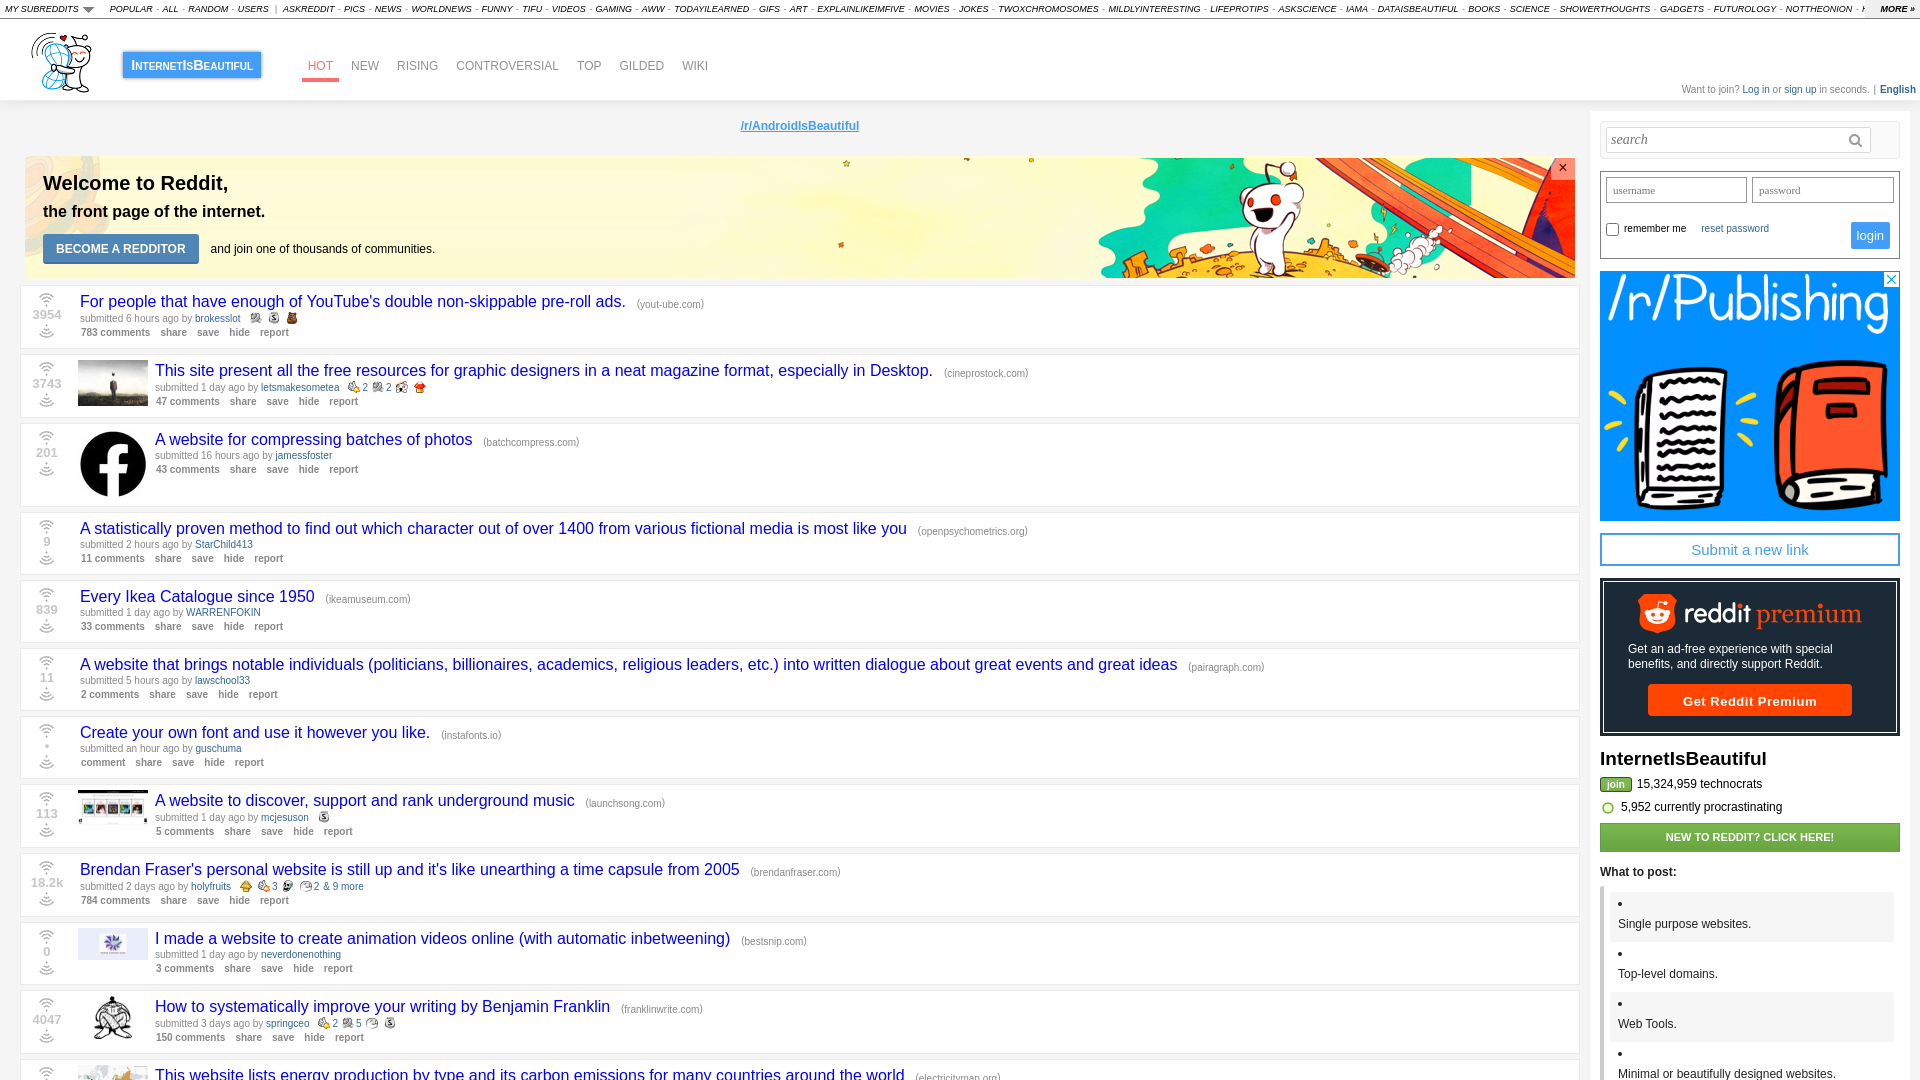 MY SUBREDDITS POPULAR - ALL - RANDOM - USERS | ASKREDDIT - PICS - NEWS - WORLDNEWS - FUNNY - TIFU - VIDEOS - GAMING - AWW - TODAYILEARNED - GIFS - ART - EXPLAINLIKEIMFIVE - MOVIES - JOKES - TWOXCHROMOSOMES - MILDLYINTERESTING - LIFEPROTIPS - ASKSCIENCE - IAMA - DATAISBEAUTIFUL - BOOKS - SCIENCE - SHOWERTHOUGHTS - GADGETS - FUTUROLOGY - NOTTHEONION - MORE »
InternetIsBeautiful HOT NEW RISING CONTROVERSIAL TOP GILDED WIKI
Want to join? Log in or sign up in seconds. | English
/r/AndroidIsBeautiful
Welcome to Reddit,
the front page of the internet.
BECOME A REDDITOR and join one of thousands of communities.
×
3954
For people that have enough of YouTube's double non-skippable pre-roll ads. (yout-ube.com)
submitted 6 hours ago by brokesslot
783 comments share save hide report
3743
This site present all the free resources for graphic designers in a neat magazine format, especially in Desktop. (cineprostock.com)
submitted 1 day ago by letsmakesometea 2 2
47 comments share save hide report
201
A website for compressing batches of photos (batchcompress.com)
submitted 16 hours ago by jamessfoster
43 comments share save hide report
9
A statistically proven method to find out which character out of over 1400 from various fictional media is most like you (openpsychometrics.org)
submitted 2 hours ago by StarChild413
11 comments share save hide report
839
Every Ikea Catalogue since 1950 (ikeamuseum.com)
submitted 1 day ago by WARRENFOKIN
33 comments share save hide report
11
A website that brings notable individuals (politicians, billionaires, academics, religious leaders, etc.) into written dialogue about great events and great ideas (pairagraph.com)
submitted 5 hours ago by lawschool33
2 comments share save hide report
•
Create your own font and use it however you like. (instafonts.io)
submitted an hour ago by guschuma
comment share save hide report
113
A website to discover, support and rank underground music (launchsong.com)
submitted 1 day ago by mcjesuson
5 comments share save hide report
18.2k
Brendan Fraser's personal website is still up and it's like unearthing a time capsule from 2005 (brendanfraser.com)
submitted 2 days ago by holyfruits 3 2 & 9 more
784 comments share save hide report
0
I made a website to create animation videos online (with automatic inbetweening) (bestsnip.com)
submitted 1 day ago by neverdonenothing
3 comments share save hide report
4047
How to systematically improve your writing by Benjamin Franklin (franklinwrite.com)
submitted 3 days ago by springceo 2 5
150 comments share save hide report
This website lists energy production by type and its carbon emissions for many countries around the world (electricitymap.org)
search
username password
remember me reset password login
/r/Publishing
Submit a new link
reddit premium
Get an ad-free experience with special
benefits, and directly support Reddit.
Get Reddit Premium
InternetIsBeautiful
join 15,324,959 technocrats
5,952 currently procrastinating
NEW TO REDDIT? CLICK HERE!
What to post:
•
Single purpose websites.
•
Top-level domains.
•
Web Tools.
•
Minimal or beautifully designed websites.